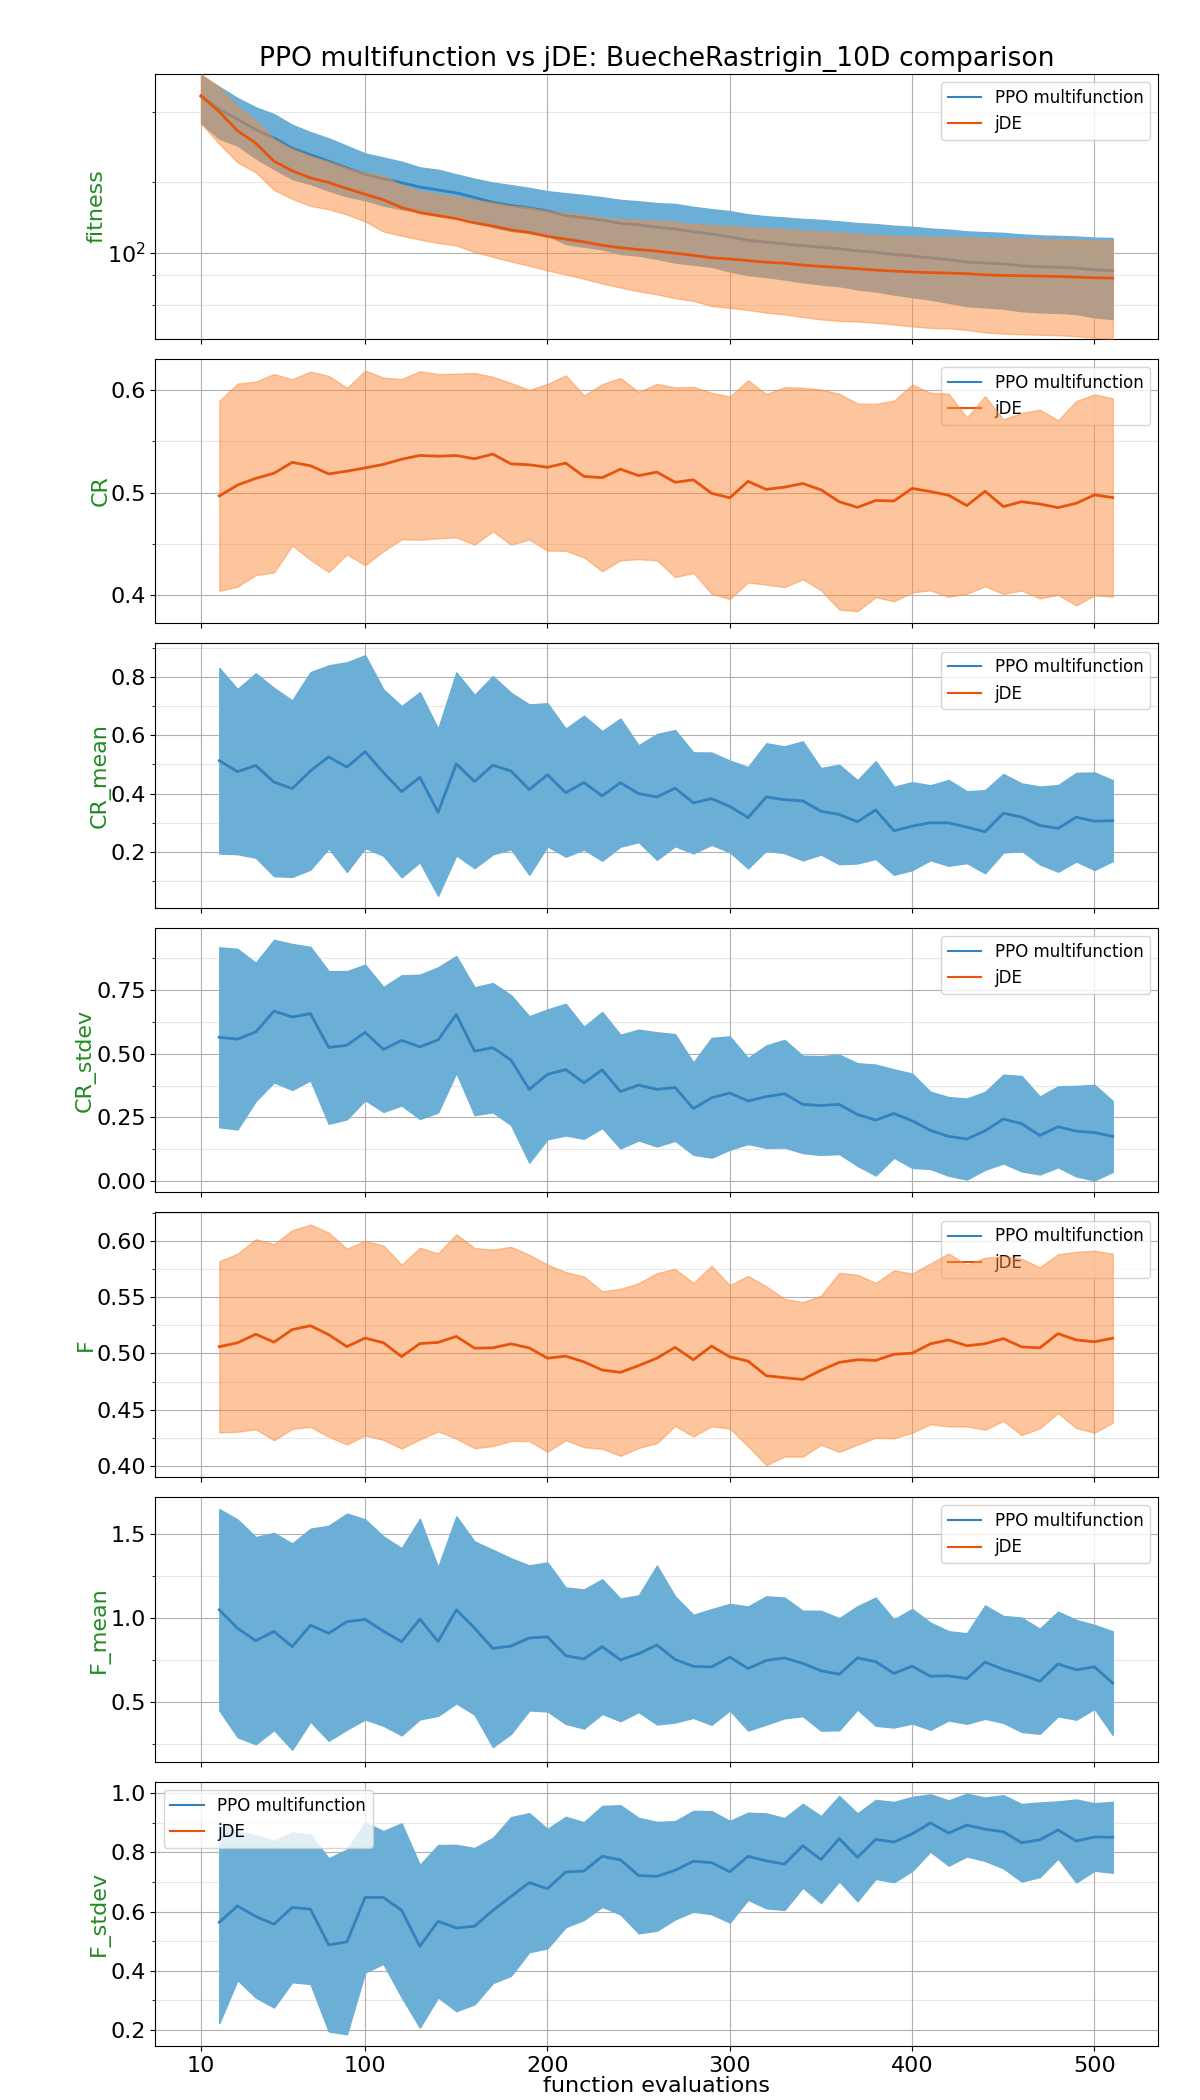 PPO multifunction vs jDE: BuecheRastrigin_10D comparison
fitness
10²
PPO multifunction
jDE
CR
0.6
0.5
0.4
PPO multifunction
jDE
CR_mean
0.8
0.6
0.4
0.2
PPO multifunction
jDE
CR_stdev
0.75
0.50
0.25
0.00
PPO multifunction
jDE
F
0.60
0.55
0.50
0.45
0.40
PPO multifunction
jDE
F_mean
1.5
1.0
0.5
PPO multifunction
jDE
F_stdev
1.0
0.8
0.6
0.4
0.2
PPO multifunction
jDE
10 100 200 300 400 500
function evaluations